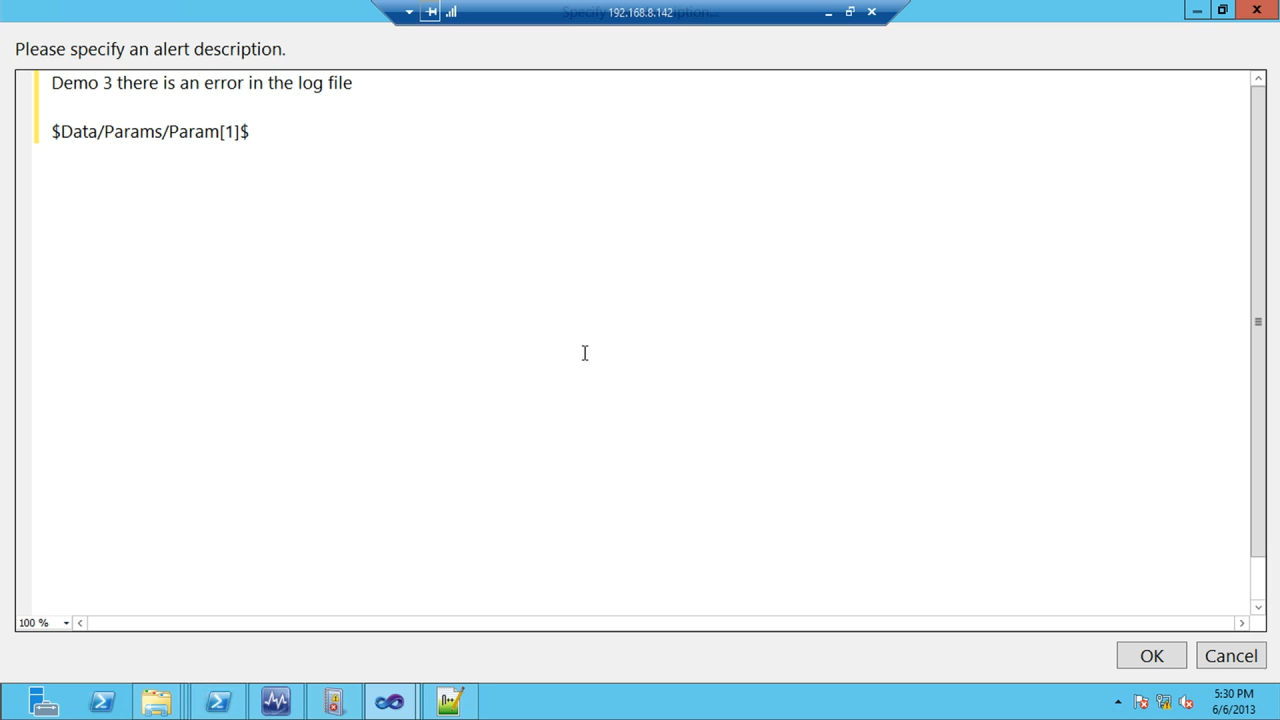 192.168.8.142
Please specify an alert description.
Demo 3 there is an error in the log file
$Data/Params/Param[1]$
100 %
OK
Cancel
5:30 PM
6/6/2013